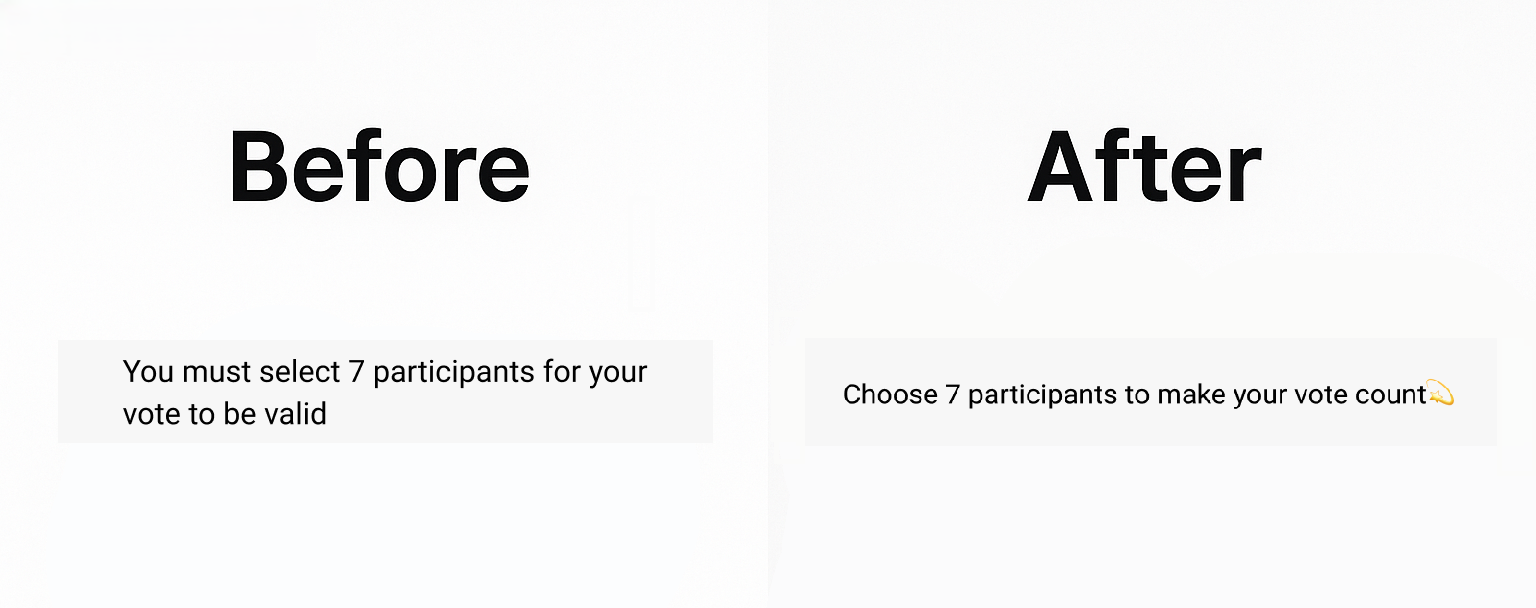 Before
You must select 7 participants for your
vote to be valid
After
Choose 7 participants to make your vote count💫